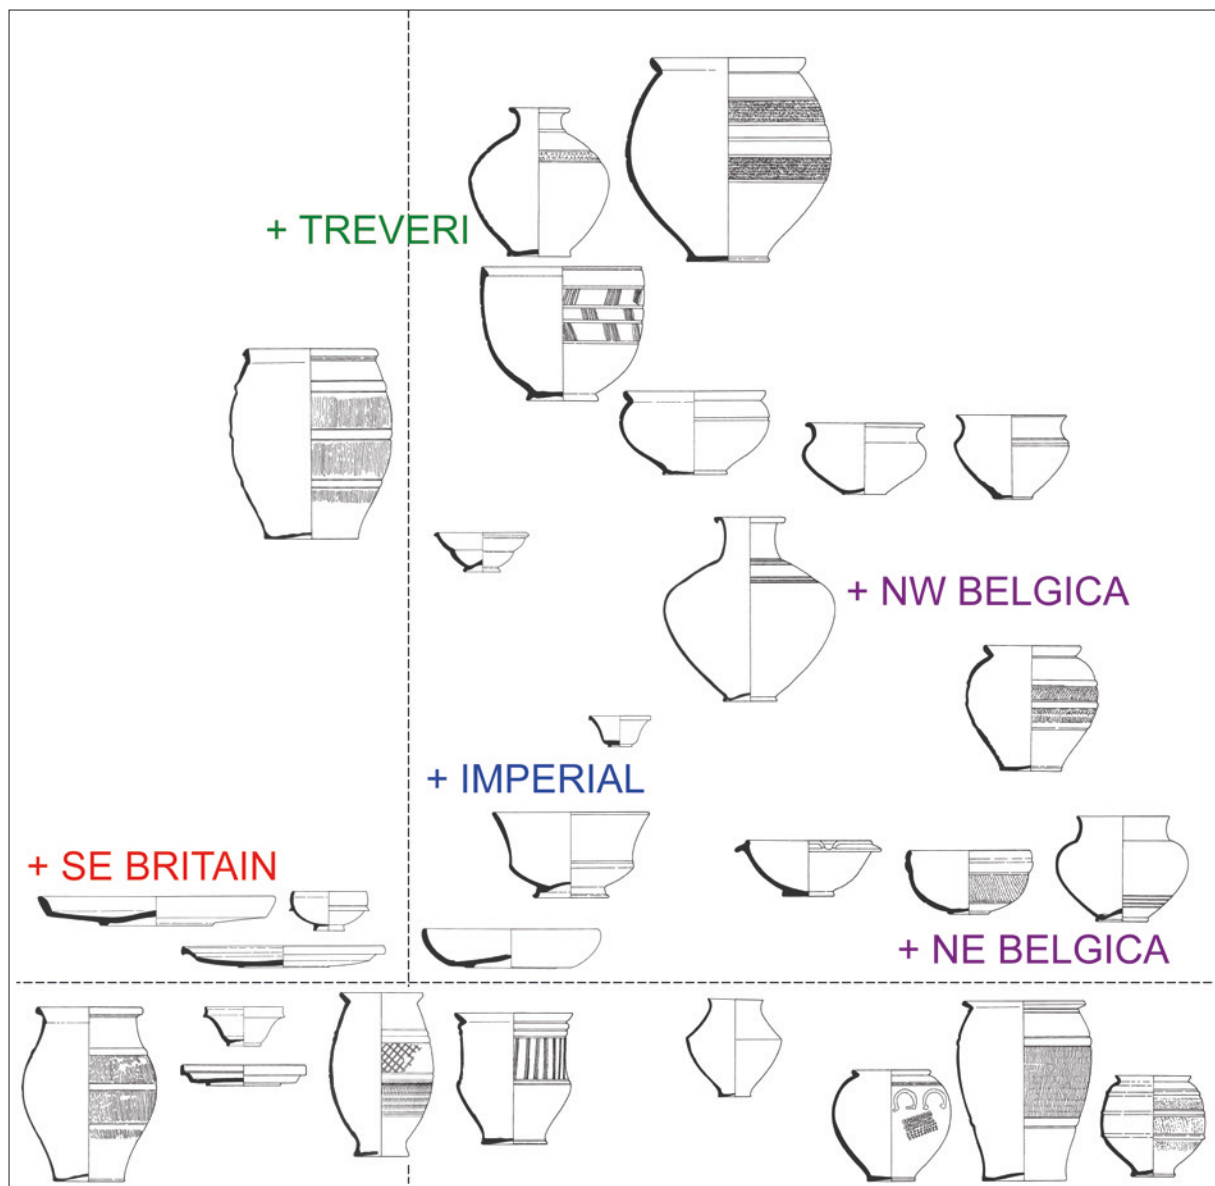 + TREVERI
+ NW BELGICA
+ IMPERIAL
+ SE BRITAIN
+ NE BELGICA